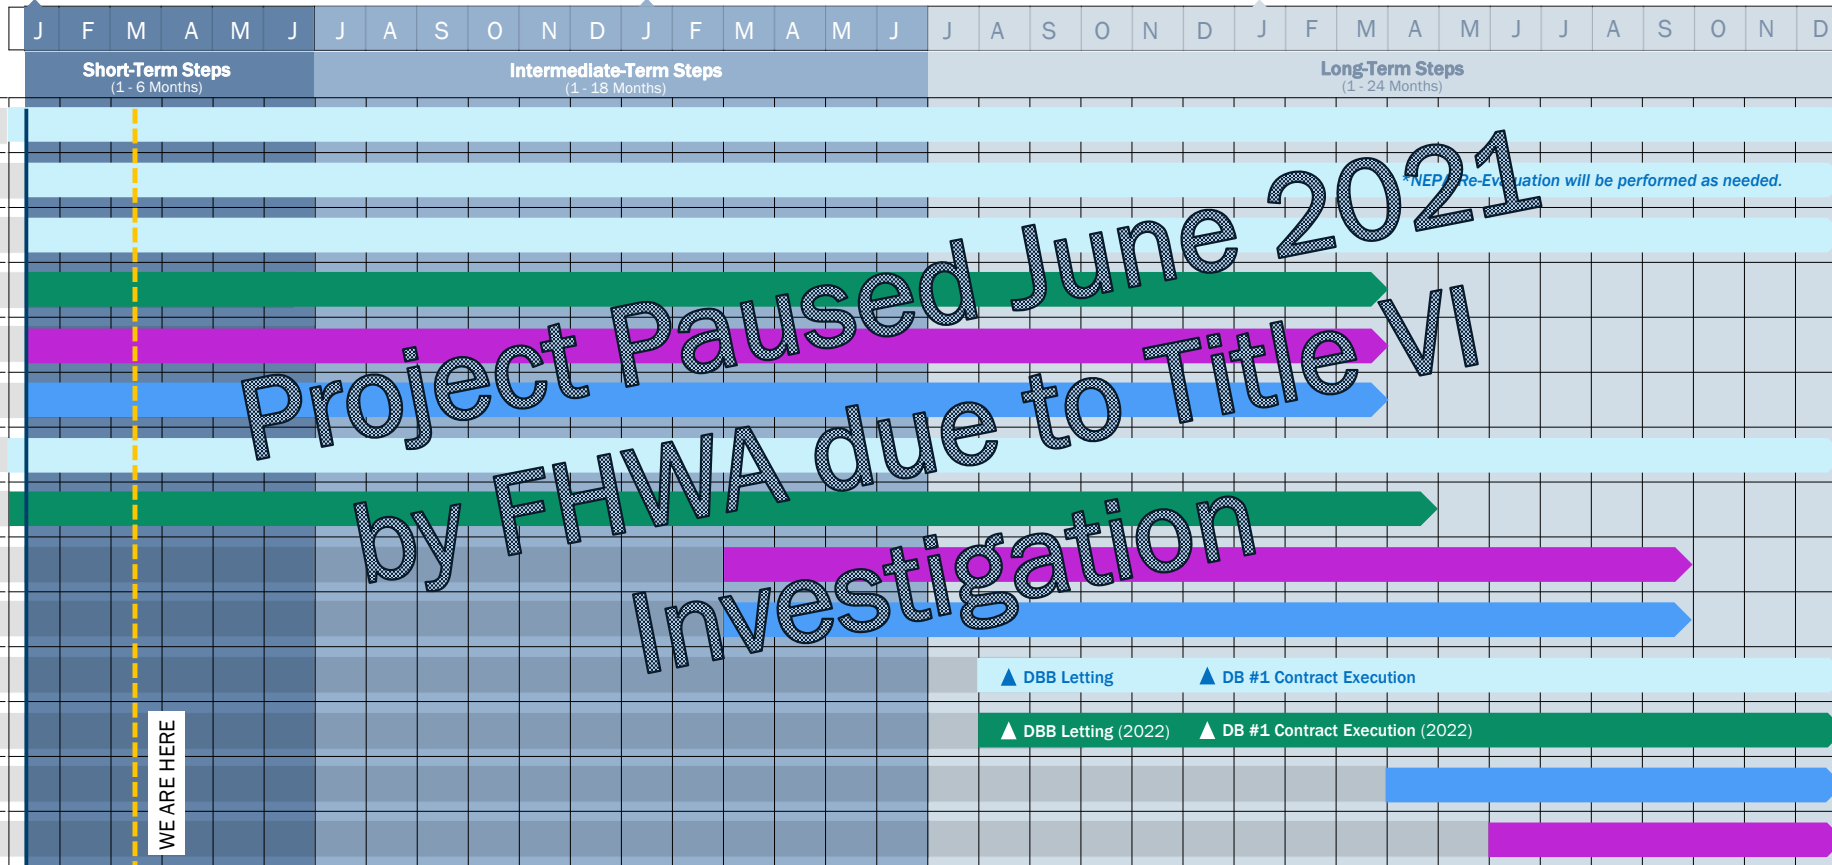 J F M A M J J A S O N D J F M A M J J A S O N D J F M A M J J A S O N D
Short-Term Steps
(1 - 6 Months)
Intermediate-Term Steps
(1 - 18 Months)
Long-Term Steps
(1 - 24 Months)
*NEPA Re-Evaluation will be performed as needed.
Project Paused June 2021
by FHWA due to Title VI
Investigation
DBB Letting
DB #1 Contract Execution
DBB Letting (2022)
DB #1 Contract Execution (2022)
WE ARE HERE